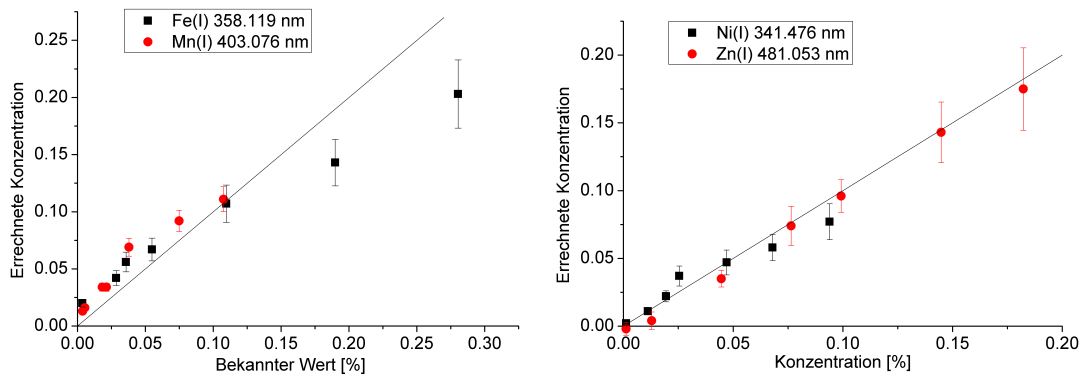 Fe(I) 358.119 nm
Mn(I) 403.076 nm
0.25
0.20
0.15
0.10
0.05
0.00
Errechnete Konzentration
0.00 0.05 0.10 0.15 0.20 0.25 0.30
Bekannter Wert [%]
Ni(I) 341.476 nm
Zn(I) 481.053 nm
0.20
0.15
0.10
0.05
0.00
Errechnete Konzentration
0.00 0.05 0.10 0.15 0.20
Konzentration [%]